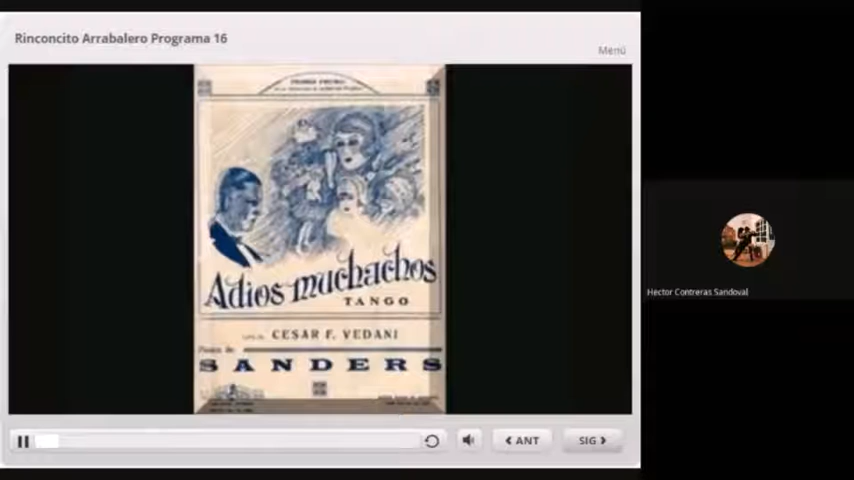 Rinconcito Arrabalero Programa 16
Menú
Adios muchachos
TANGO
CESAR F. VEDANI
SANDERS
Hector Contreras Sandoval
ANT
SIG